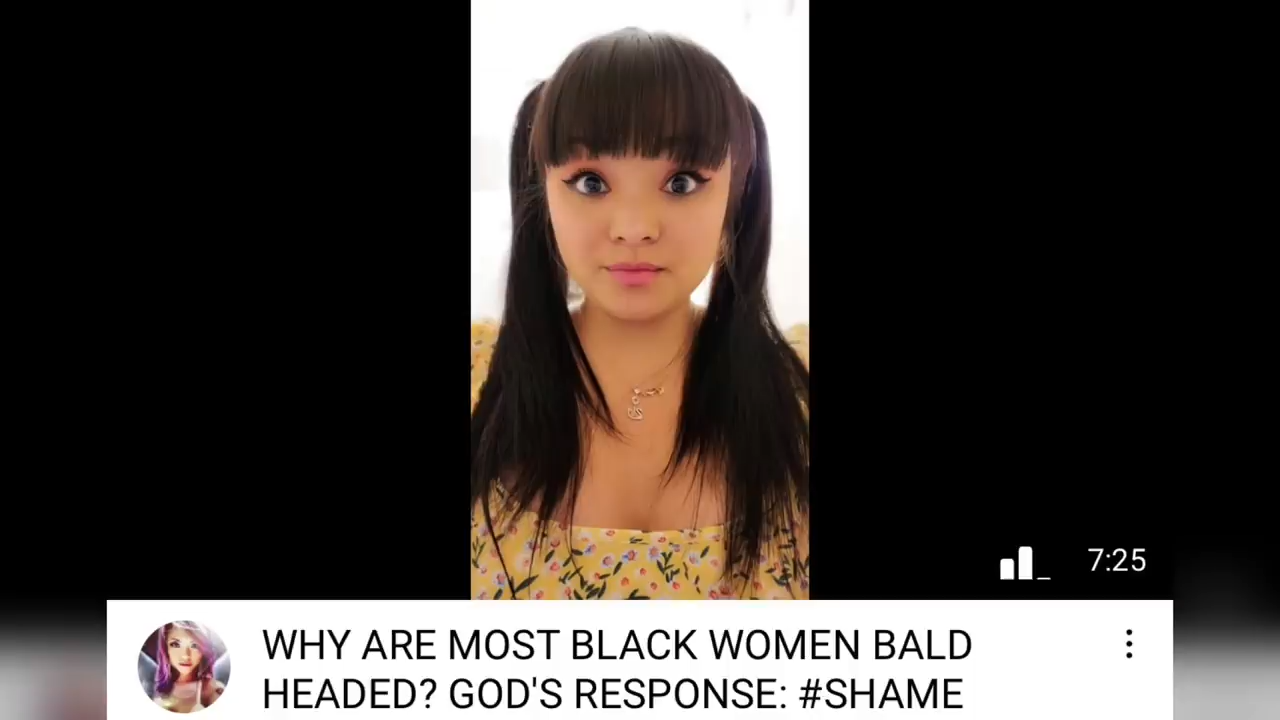 7:25
WHY ARE MOST BLACK WOMEN BALD
HEADED? GOD'S RESPONSE: #SHAME